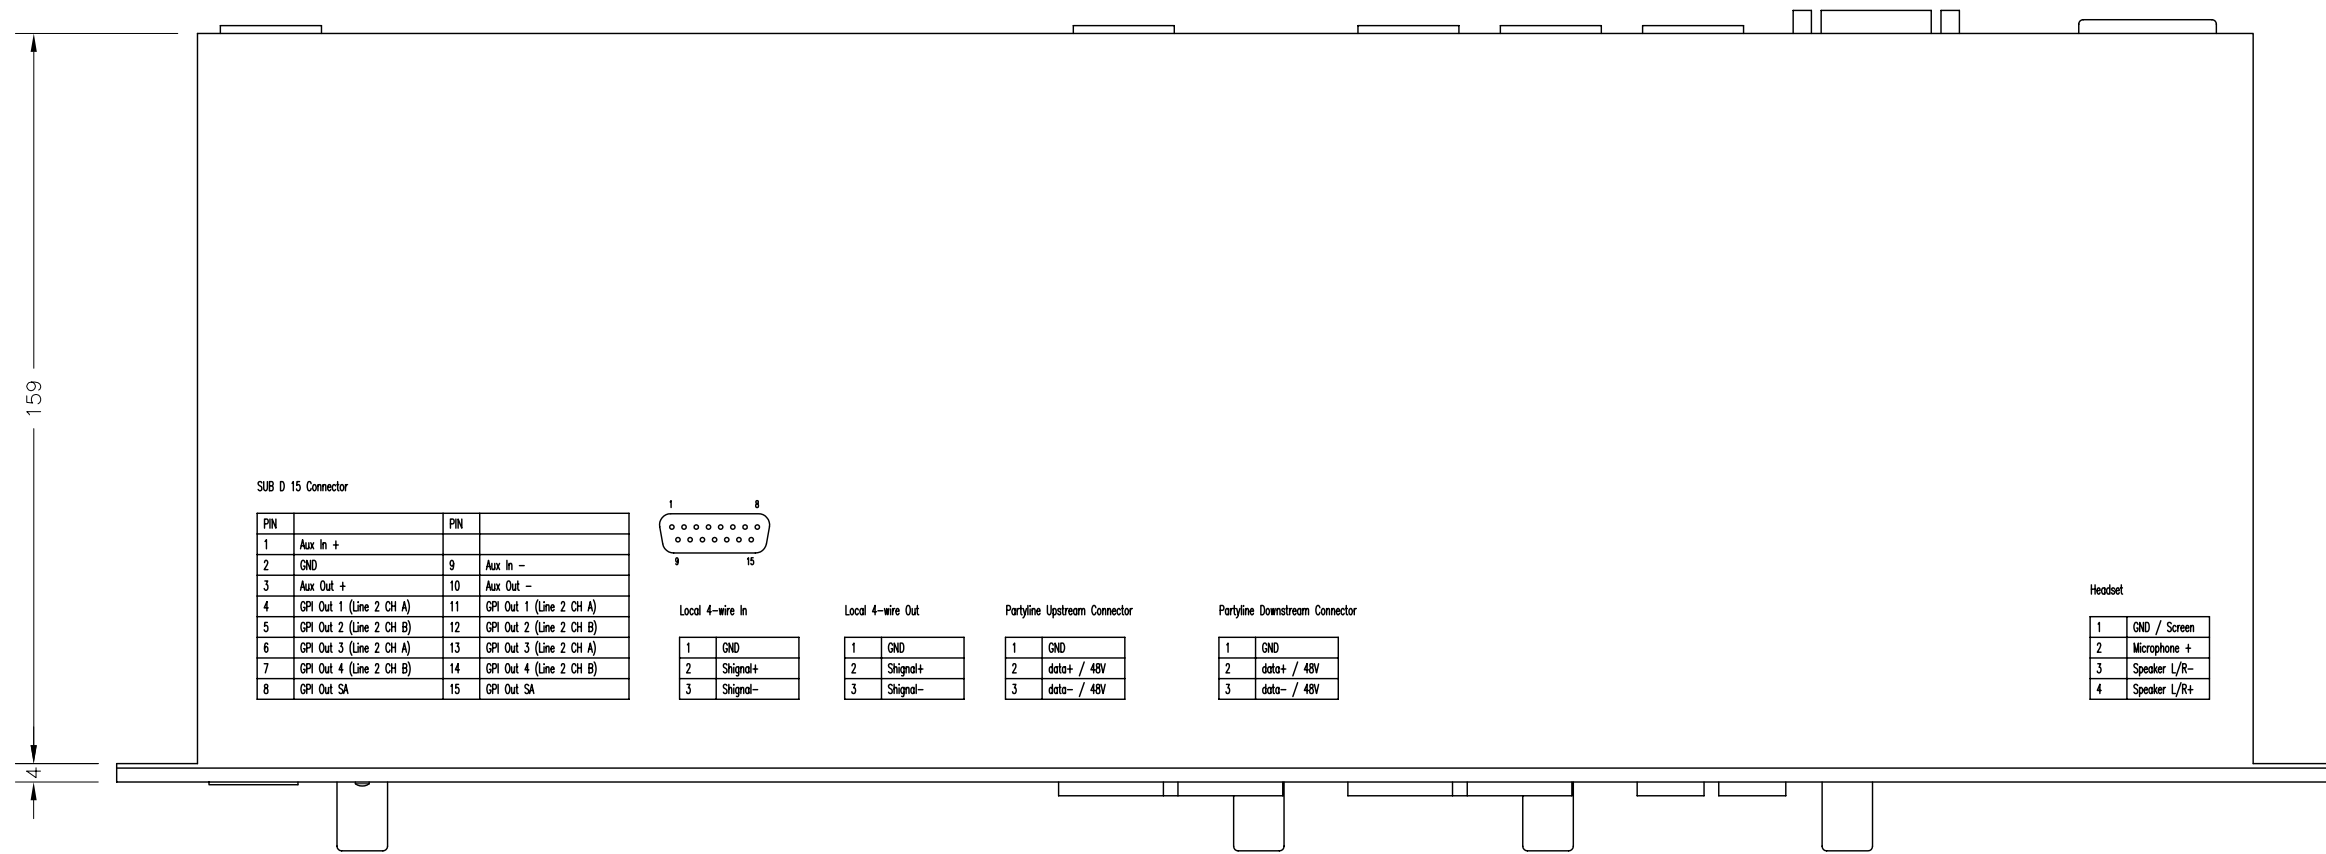 159
4
SUB D 15 Connector
PIN PIN
1 Aux In +
2 GND 9 Aux In -
3 Aux Out + 10 Aux Out -
4 GPI Out 1 (Line 2 CH A) 11 GPI Out 1 (Line 2 CH A)
5 GPI Out 2 (Line 2 CH B) 12 GPI Out 2 (Line 2 CH B)
6 GPI Out 3 (Line 2 CH A) 13 GPI Out 3 (Line 2 CH A)
7 GPI Out 4 (Line 2 CH B) 14 GPI Out 4 (Line 2 CH B)
8 GPI Out SA 15 GPI Out SA
1 8
9 15
Local 4-wire In
1 GND
2 Shignal+
3 Shignal-
Local 4-wire Out
1 GND
2 Shignal+
3 Shignal-
Partyline Upstream Connector
1 GND
2 data+ / 48V
3 data- / 48V
Partyline Downstream Connector
1 GND
2 data+ / 48V
3 data- / 48V
Headset
1 GND / Screen
2 Microphone +
3 Speaker L/R-
4 Speaker L/R+